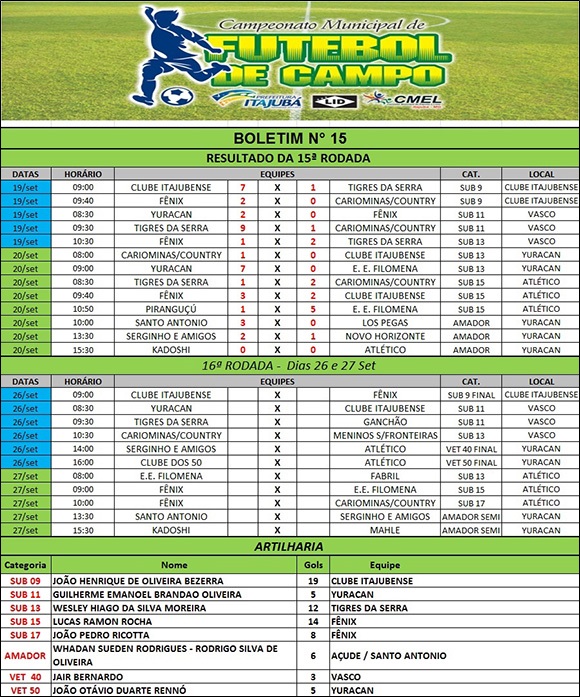 Campeonato Municipal de
FUTEBOL
DE CAMPO
PREFEITURA ITAJUBÁ LID CMEL
BOLETIM N° 15
RESULTADO DA 15ª RODADA
DATAS HORÁRIO EQUIPES CAT. LOCAL
19/set 09:00 CLUBE ITAJUBENSE 7 X 1 TIGRES DA SERRA SUB 9 CLUBE ITAJUBENSE
19/set 09:40 FÊNIX 2 X 0 CARIOMINAS/COUNTRY SUB 9 CLUBE ITAJUBENSE
19/set 08:30 YURACAN 2 X 0 FÊNIX SUB 11 VASCO
19/set 09:30 TIGRES DA SERRA 9 X 1 CARIOMINAS/COUNTRY SUB 11 VASCO
19/set 10:30 FÊNIX 1 X 2 TIGRES DA SERRA SUB 13 VASCO
20/set 08:00 CARIOMINAS/COUNTRY 1 X 0 CLUBE ITAJUBENSE SUB 13 YURACAN
20/set 09:00 YURACAN 7 X 0 E. E. FILOMENA SUB 13 YURACAN
20/set 08:30 TIGRES DA SERRA 1 X 2 CARIOMINAS/COUNTRY SUB 15 ATLÉTICO
20/set 09:40 FÊNIX 3 X 2 CLUBE ITAJUBENSE SUB 15 ATLÉTICO
20/set 10:50 PIRANGUÇÚ 1 X 5 E. E. FILOMENA SUB 15 ATLÉTICO
20/set 10:00 SANTO ANTONIO 3 X 0 LOS PEGAS AMADOR YURACAN
20/set 13:30 SERGINHO E AMIGOS 2 X 1 NOVO HORIZONTE AMADOR YURACAN
20/set 15:30 KADOSHI 0 X 0 ATLÉTICO AMADOR YURACAN
16ª RODADA - Dias 26 e 27 Set
DATAS HORÁRIO EQUIPES CAT. LOCAL
26/set 09:00 CLUBE ITAJUBENSE X FÊNIX SUB 9 FINAL CLUBE ITAJUBENSE
26/set 08:30 YURACAN X CLUBE ITAJUBENSE SUB 11 VASCO
26/set 09:30 TIGRES DA SERRA X GANCHÃO SUB 11 VASCO
26/set 10:30 CARIOMINAS/COUNTRY X MENINOS S/FRONTEIRAS SUB 13 VASCO
26/set 14:00 SERGINHO E AMIGOS X ATLÉTICO VET 40 FINAL YURACAN
26/set 16:00 CLUBE DOS 50 X ATLÉTICO VET 50 FINAL YURACAN
27/set 08:00 E.E. FILOMENA X FABRIL SUB 13 ATLÉTICO
27/set 09:00 FÊNIX X E.E. FILOMENA SUB 15 ATLÉTICO
27/set 10:00 FÊNIX X CARIOMINAS/COUNTRY SUB 17 ATLÉTICO
27/set 13:30 SANTO ANTONIO X SERGINHO E AMIGOS AMADOR SEMI YURACAN
27/set 15:30 KADOSHI X MAHLE AMADOR SEMI YURACAN
ARTILHARIA
Categoria Nome Gols Equipe
SUB 09 JOÃO HENRIQUE DE OLIVEIRA BEZERRA 19 CLUBE ITAJUBENSE
SUB 11 GUILHERME EMANOEL BRANDAO OLIVEIRA 5 YURACAN
SUB 13 WESLEY HIAGO DA SILVA MOREIRA 12 TIGRES DA SERRA
SUB 15 LUCAS RAMON ROCHA 14 FÊNIX
SUB 17 JOÃO PEDRO RICOTTA 8 FÊNIX
AMADOR WHADAN SUEDEN RODRIGUES - RODRIGO SILVA DE OLIVEIRA 6 AÇUDE / SANTO ANTONIO
VET 40 JAIR BERNARDO 3 VASCO
VET 50 JOÃO OTÁVIO DUARTE RENNÓ 5 YURACAN